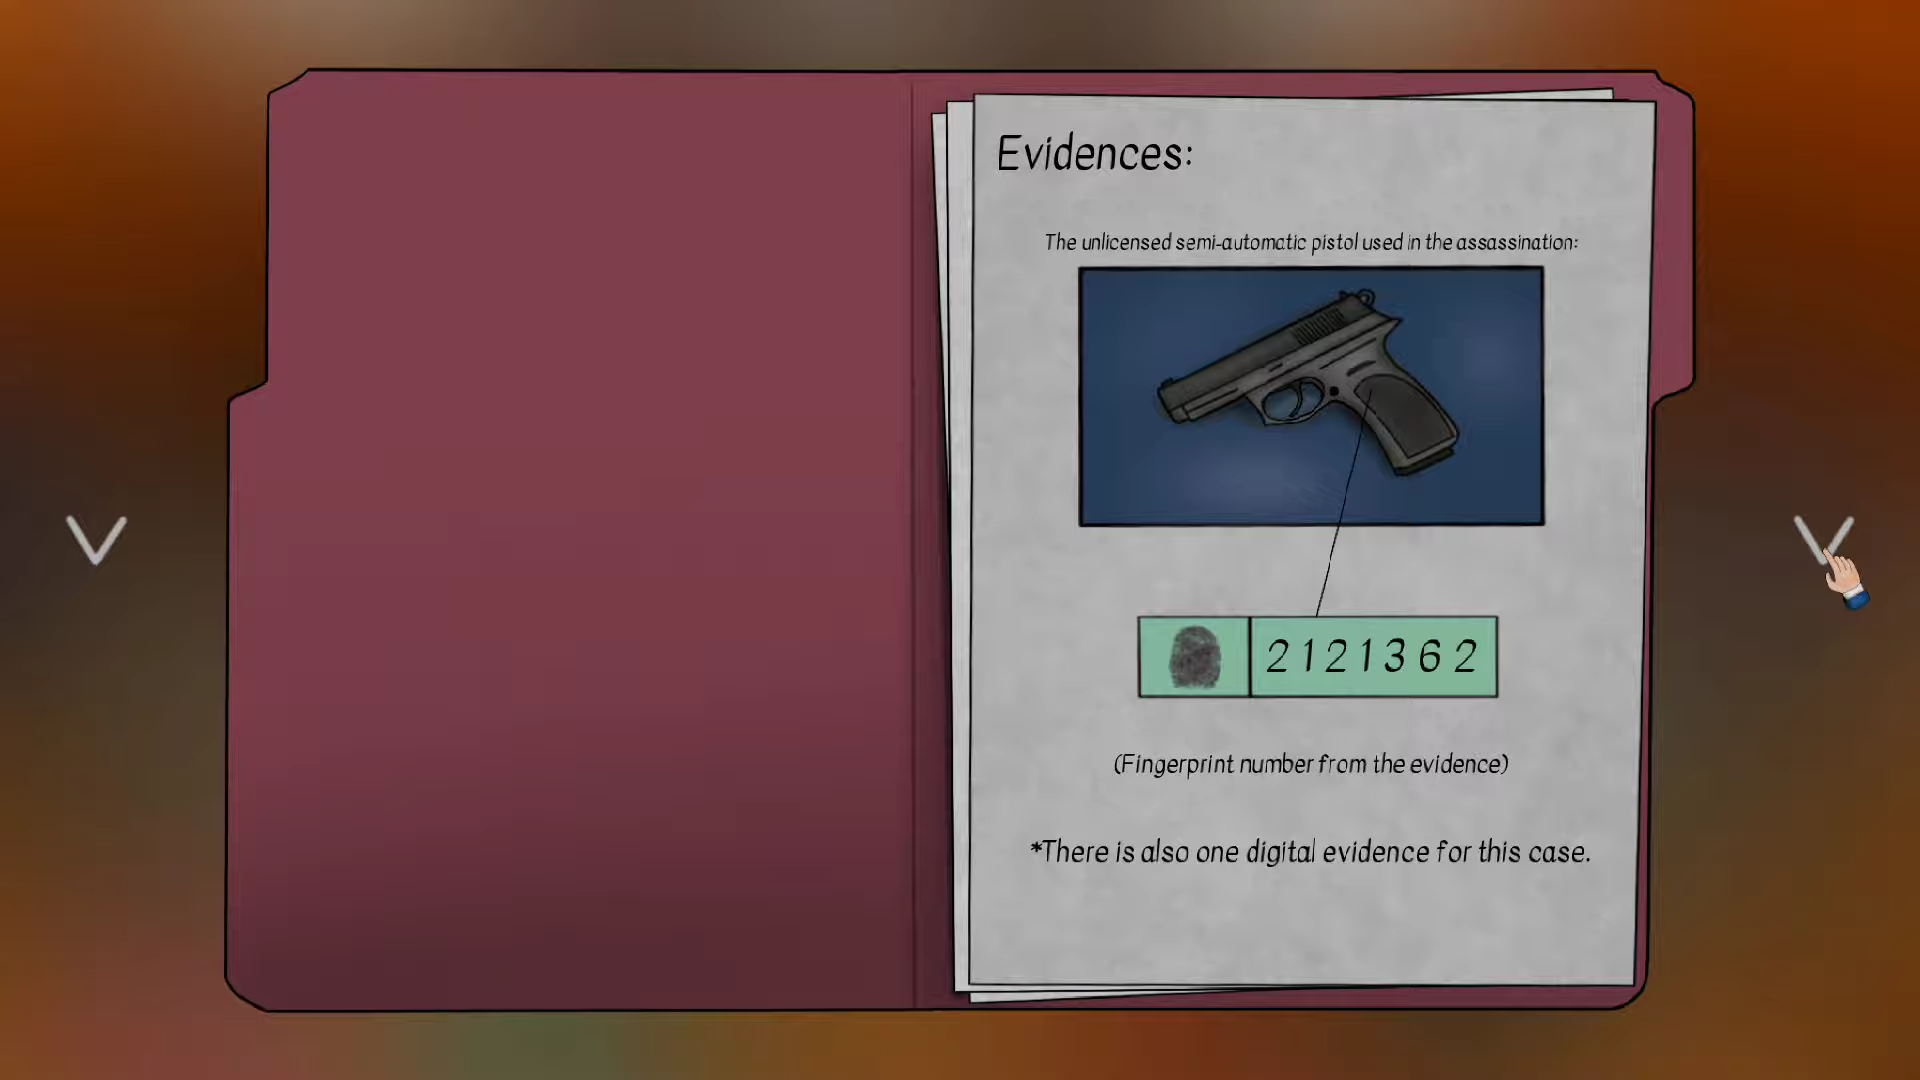 Evidences:
The unlicensed semi-automatic pistol used in the assassination:
2121362
(Fingerprint number from the evidence)
*There is also one digital evidence for this case.